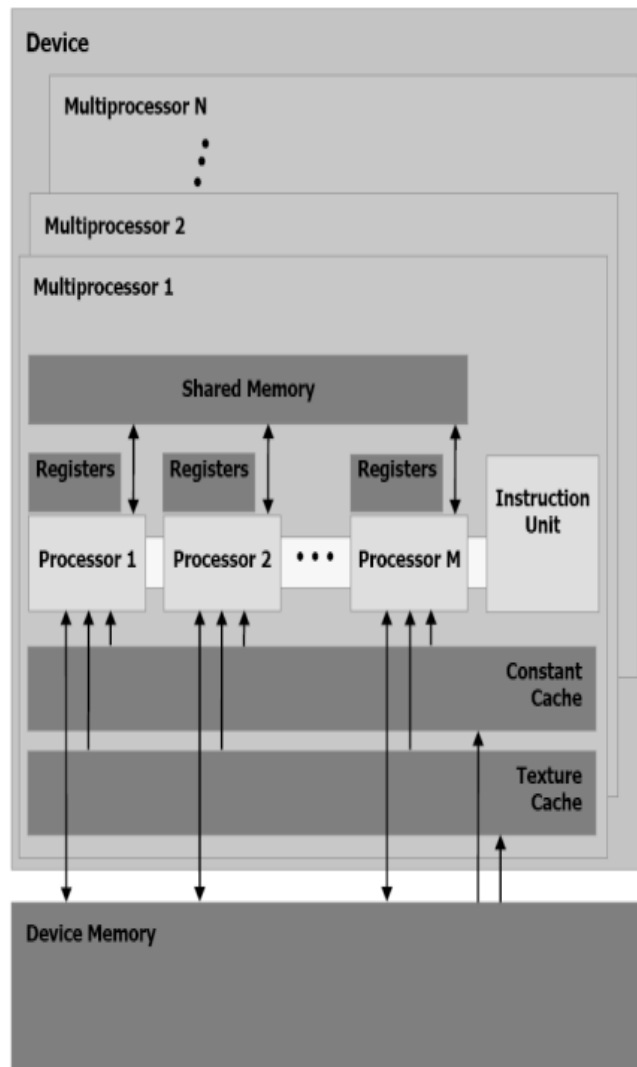 Device
Multiprocessor N
Multiprocessor 2
Multiprocessor 1
Shared Memory
Registers
Registers
Registers
Instruction
Unit
Processor 1
Processor 2
Processor M
Constant
Cache
Texture
Cache
Device Memory